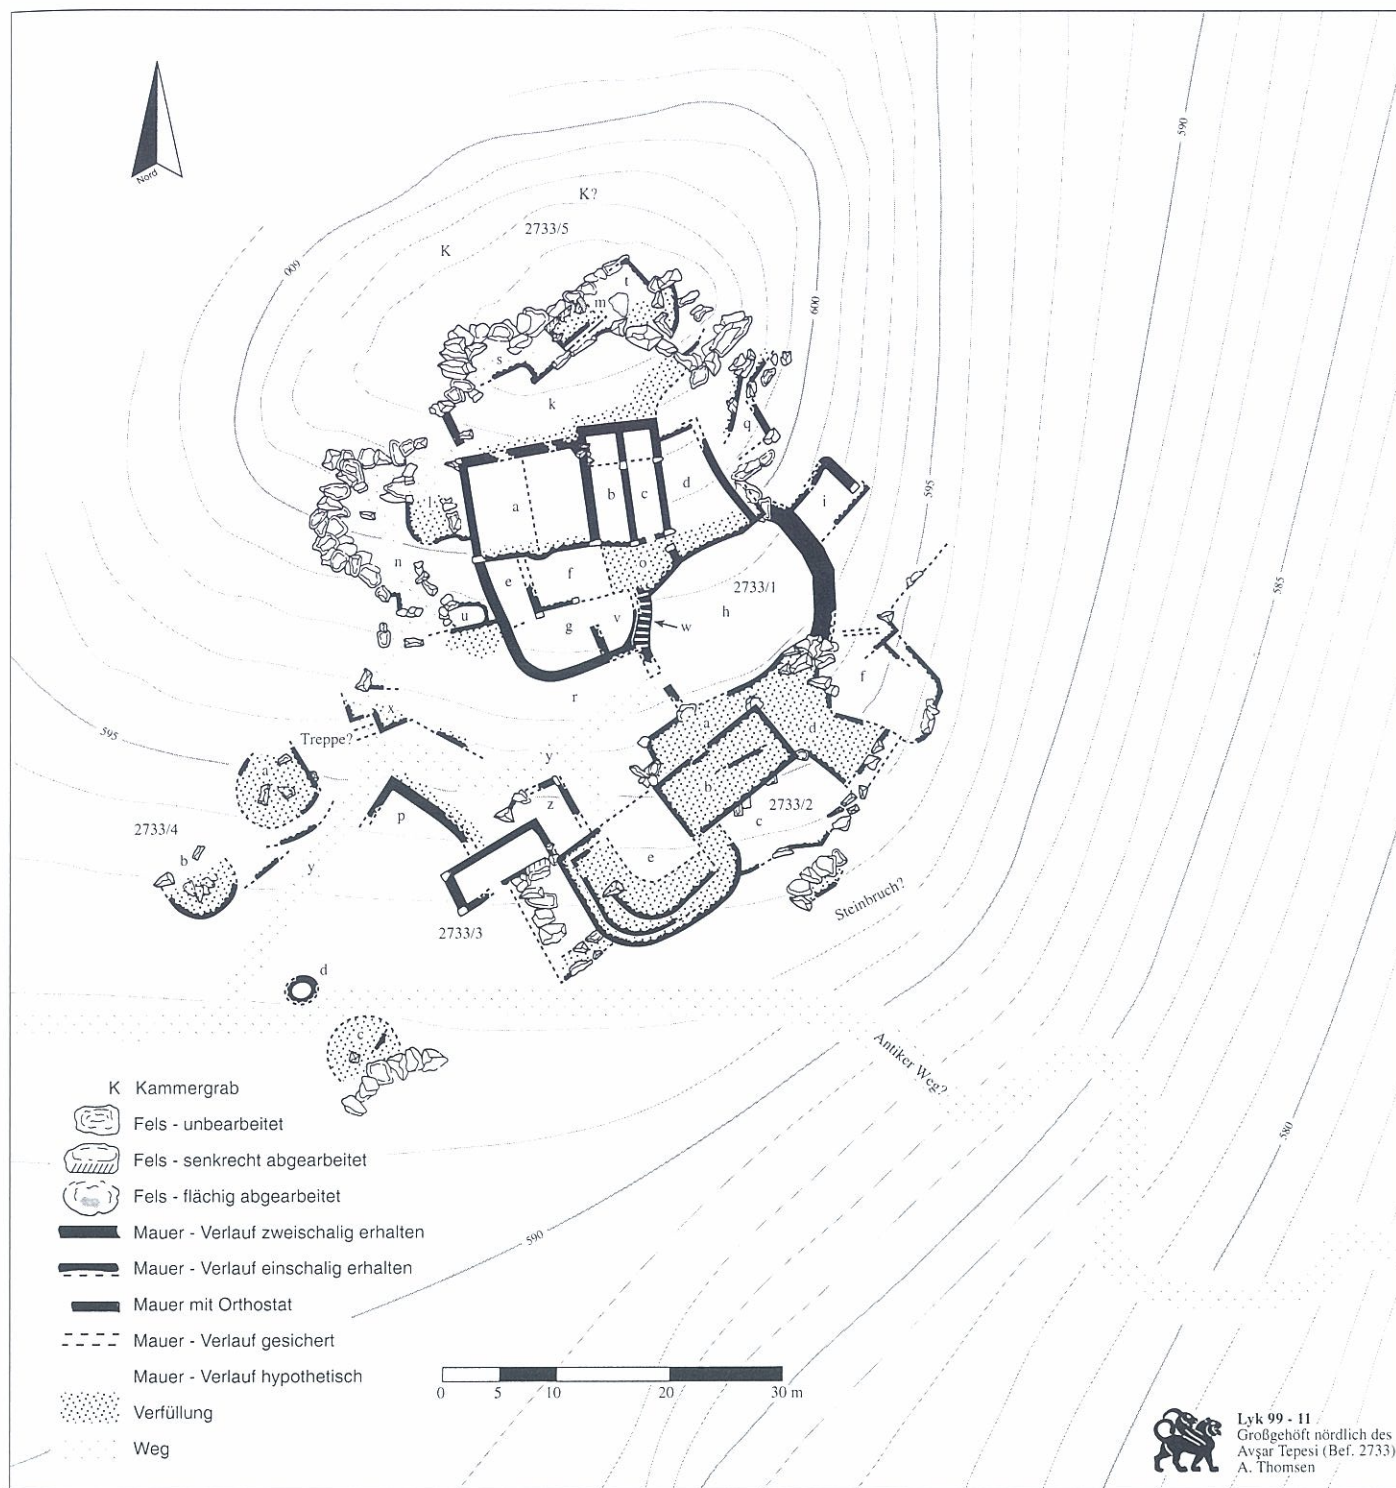 Nord
590
K?
2733/5
K
600
t
m
600
s
k
q
595
l
a
b
c
d
i
n
e
f
o
2733/1
585
u
g
v
w
h
f
r
x
595
Treppe?
a
d
y
a
b
2733/2
z
p
c
2733/4
b
e
y
Steinbruch?
2733/3
d
c
Antiker Weg?
580
590
K Kammergrab
Fels - unbearbeitet
Fels - senkrecht abgearbeitet
Fels - flächig abgearbeitet
Mauer - Verlauf zweischalig erhalten
Mauer - Verlauf einschalig erhalten
Mauer mit Orthostat
Mauer - Verlauf gesichert
Mauer - Verlauf hypothetisch
Verfüllung
Weg
0 5 10 20 30 m
Lyk 99 - 11
Großgehöft nördlich des
Avşar Tepesi (Bef. 2733)
A. Thomsen